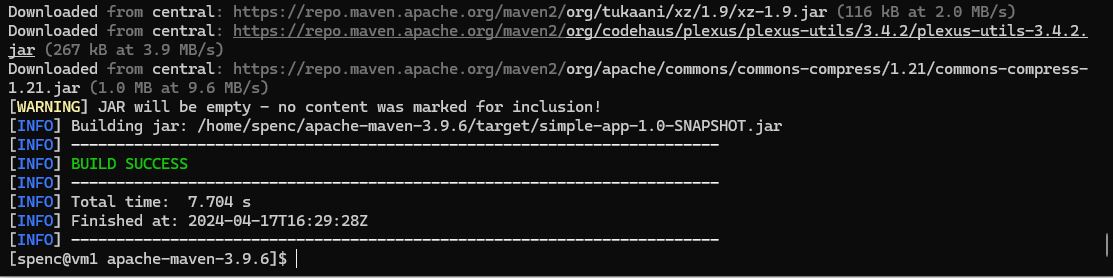 Downloaded from central: https://repo.maven.apache.org/maven2/org/tukaani/xz/1.9/xz-1.9.jar (116 kB at 2.0 MB/s)
Downloaded from central: https://repo.maven.apache.org/maven2/org/codehaus/plexus/plexus-utils/3.4.2/plexus-utils-3.4.2.
jar (267 kB at 3.9 MB/s)
Downloaded from central: https://repo.maven.apache.org/maven2/org/apache/commons/commons-compress/1.21/commons-compress-
1.21.jar (1.0 MB at 9.6 MB/s)
[WARNING] JAR will be empty - no content was marked for inclusion!
[INFO] Building jar: /home/spenc/apache-maven-3.9.6/target/simple-app-1.0-SNAPSHOT.jar
[INFO] ------------------------------------------------------------------------
[INFO] BUILD SUCCESS
[INFO] ------------------------------------------------------------------------
[INFO] Total time:  7.704 s
[INFO] Finished at: 2024-04-17T16:29:28Z
[INFO] ------------------------------------------------------------------------
[spenc@vm1 apache-maven-3.9.6]$